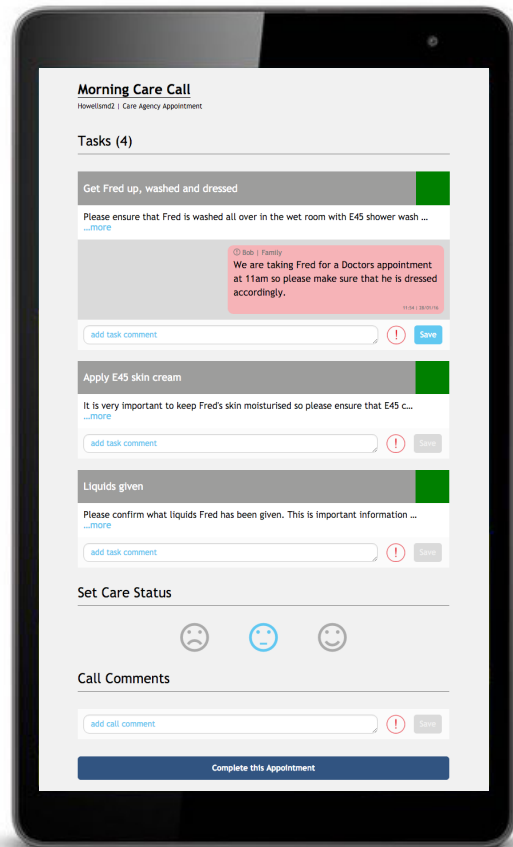 Morning Care Call
Howellsmd2 | Care Agency Appointment
Tasks (4)
Get Fred up, washed and dressed
Please ensure that Fred is washed all over in the wet room with E45 shower wash ...
...more
Bob | Family
We are taking Fred for a Doctors appointment
at 11am so please make sure that he is dressed
accordingly.
add task comment
!
Save
Apply E45 skin cream
It is very important to keep Fred's skin moisturised so please ensure that E45 c...
...more
add task comment
!
Save
Liquids given
Please confirm what liquids Fred has been given. This is important information ...
...more
add task comment
!
Save
Set Care Status
Call Comments
add call comment
!
Save
Complete this Appointment